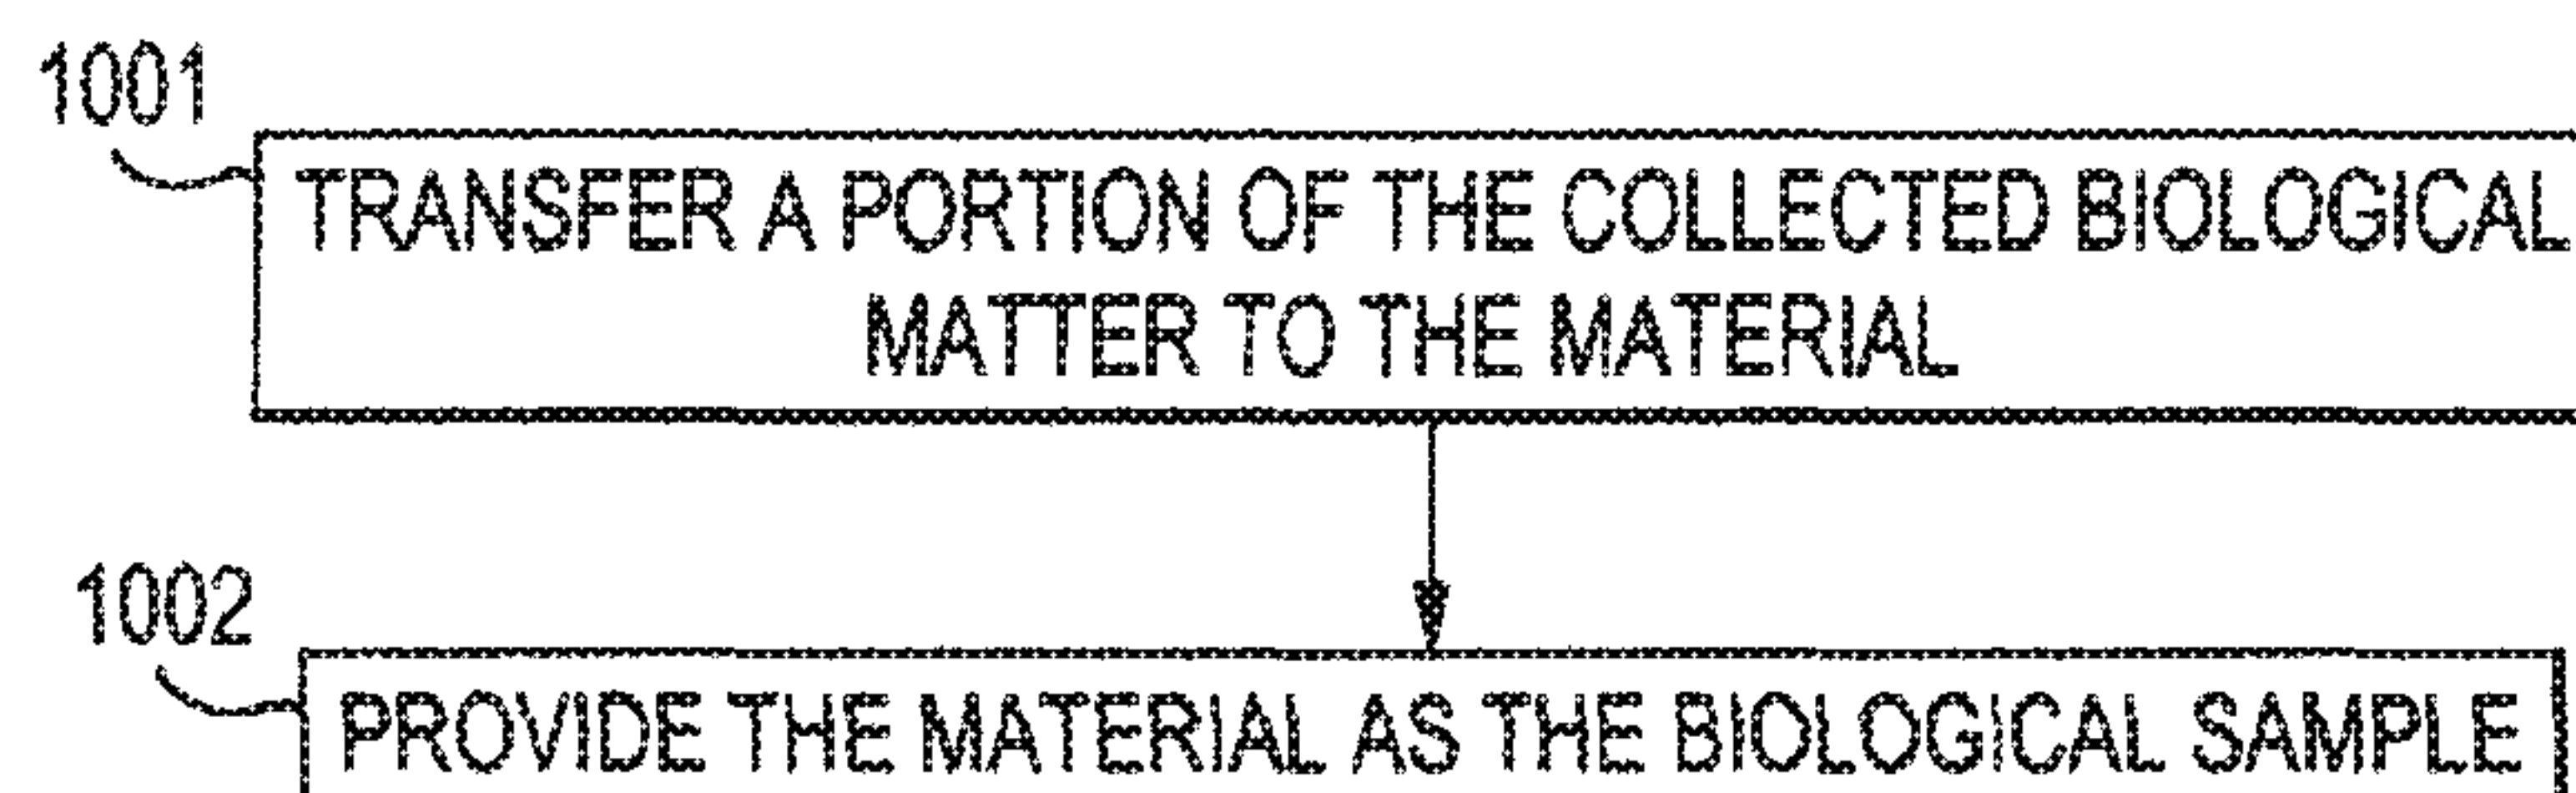 1001
TRANSFER A PORTION OF THE COLLECTED BIOLOGICAL
MATTER TO THE MATERIAL
1002
PROVIDE THE MATERIAL AS THE BIOLOGICAL SAMPLE